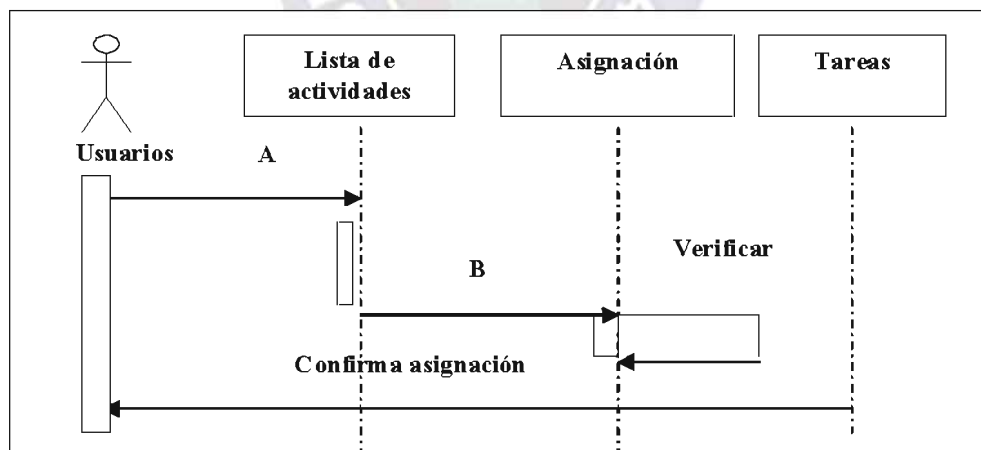 Lista de
actividades
Asignación
Tareas
Usuarios
A
Verificar
B
Confirma asignación